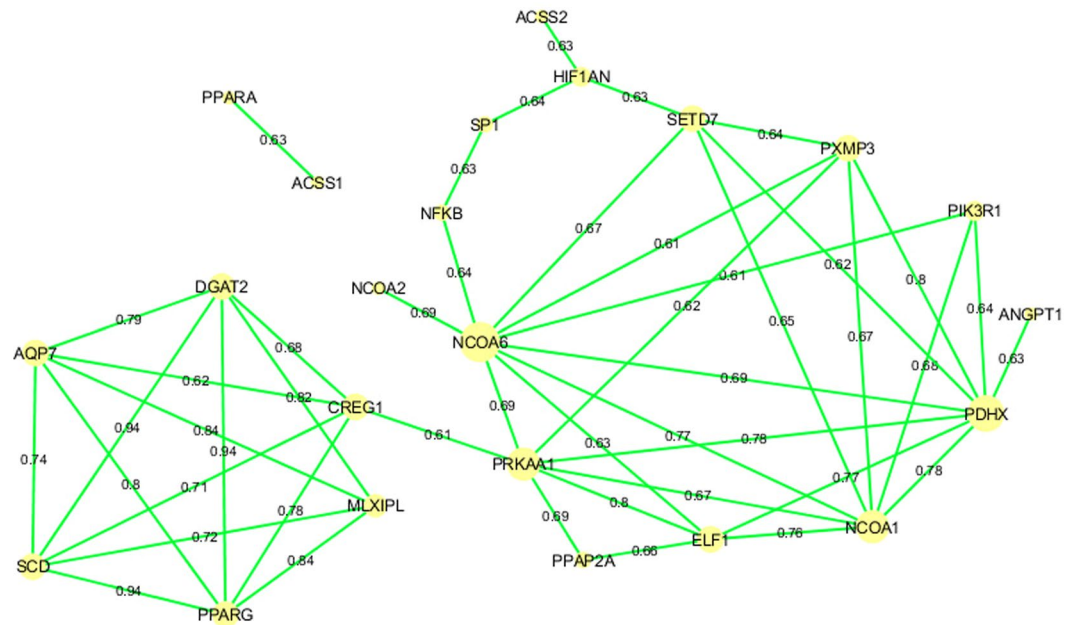 ACSS2
0.63
HIF1AN
PPARA
0.64
0.63
SETD7
SP1
0.64
0.63
PXMP3
0.63
ACSS1
NFKB
PIK3R1
0.67
0.61
0.64
0.61
0.62
0.8
DGAT2
NCOA2
0.62
0.64
ANGPT1
0.69
0.79
0.65
NCOA6
0.67
0.68
AQP7
0.63
0.68
0.62
0.69
0.82
CREG1
0.69
PDHX
0.94
0.84
0.61
0.63
0.77
0.78
0.94
0.74
PRKAA1
0.78
0.8
0.71
0.77
0.67
0.8
MLXIPL
0.78
0.69
NCOA1
0.72
0.76
ELF1
0.66
0.84
PPAP2A
SCD
0.94
PPARG